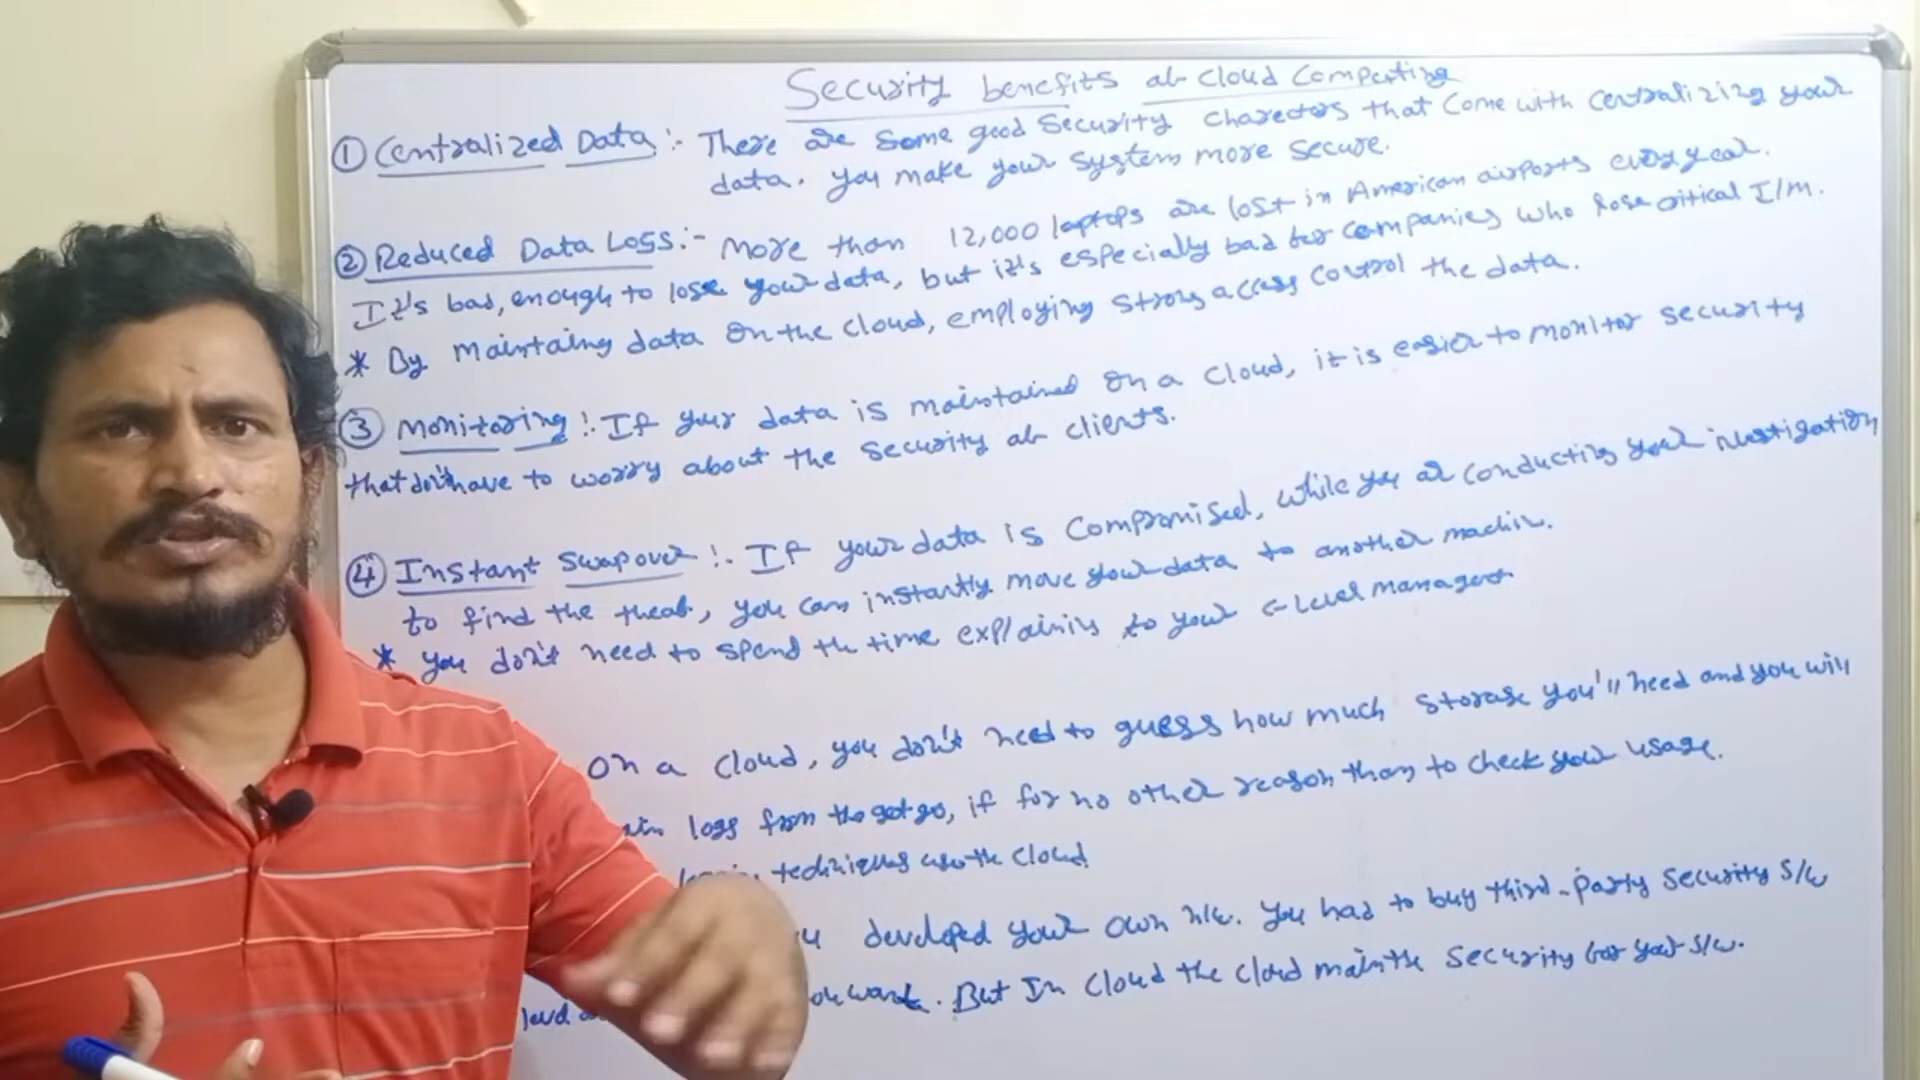 Security benefits of Cloud Computing
① Centralized Data :- There are some good security charectors that come with centralizing your
data. you make your system more secure.
② Reduced Data Loss :- More than 12,000 laptops are lost in American airports every year.
It's bad, enough to lose your data, but it's especially bad for companies who lose critical I/M.
* By maintaing data on the cloud, employing strong access control the data.
③ Monitoring :. If your data is maintained on a cloud, it is easier to monitor security
that don't have to worry about the security of clients.
④ Instant Swapover :. If your data is compromised, while you are conducting your investigation
to find the you can instantly move your data to another machin.
* you don't need to spend the time explaining to your C-level management
on a cloud, you don't need to guess how much storage you'll need and you will
logs from the get go, if for no other reason than to check your usage.
techniques use the cloud
developed your own n/w. you had to buy third-party security s/w
level you want. But In cloud the cloud security for your s/w.